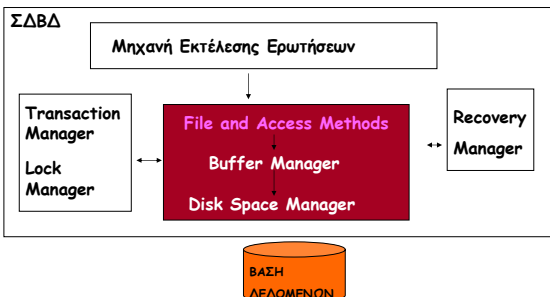 ΣΔΒΔ
Μηχανή Εκτέλεσης Ερωτήσεων
Transaction
Manager
Lock
Manager
File and Access Methods
Buffer Manager
Disk Space Manager
Recovery
Manager
ΒΑΣΗ
ΔΕΔΟΜΕΝΩΝ